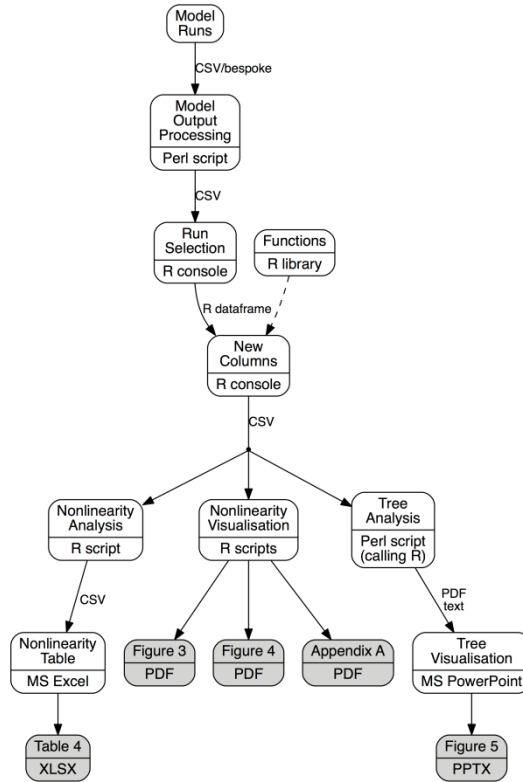 Model
Runs
CSV/bespoke
Model
Output
Processing
Perl script
CSV
Run
Selection
R console
Functions
R library
R dataframe
New
Columns
R console
CSV
Nonlinearity
Analysis
R script
Nonlinearity
Visualisation
R scripts
Tree
Analysis
Perl script
(calling R)
CSV
PDF
text
Nonlinearity
Table
MS Excel
Figure 3
PDF
Figure 4
PDF
Appendix A
PDF
Tree
Visualisation
MS PowerPoint
Table 4
XLSX
Figure 5
PPTX